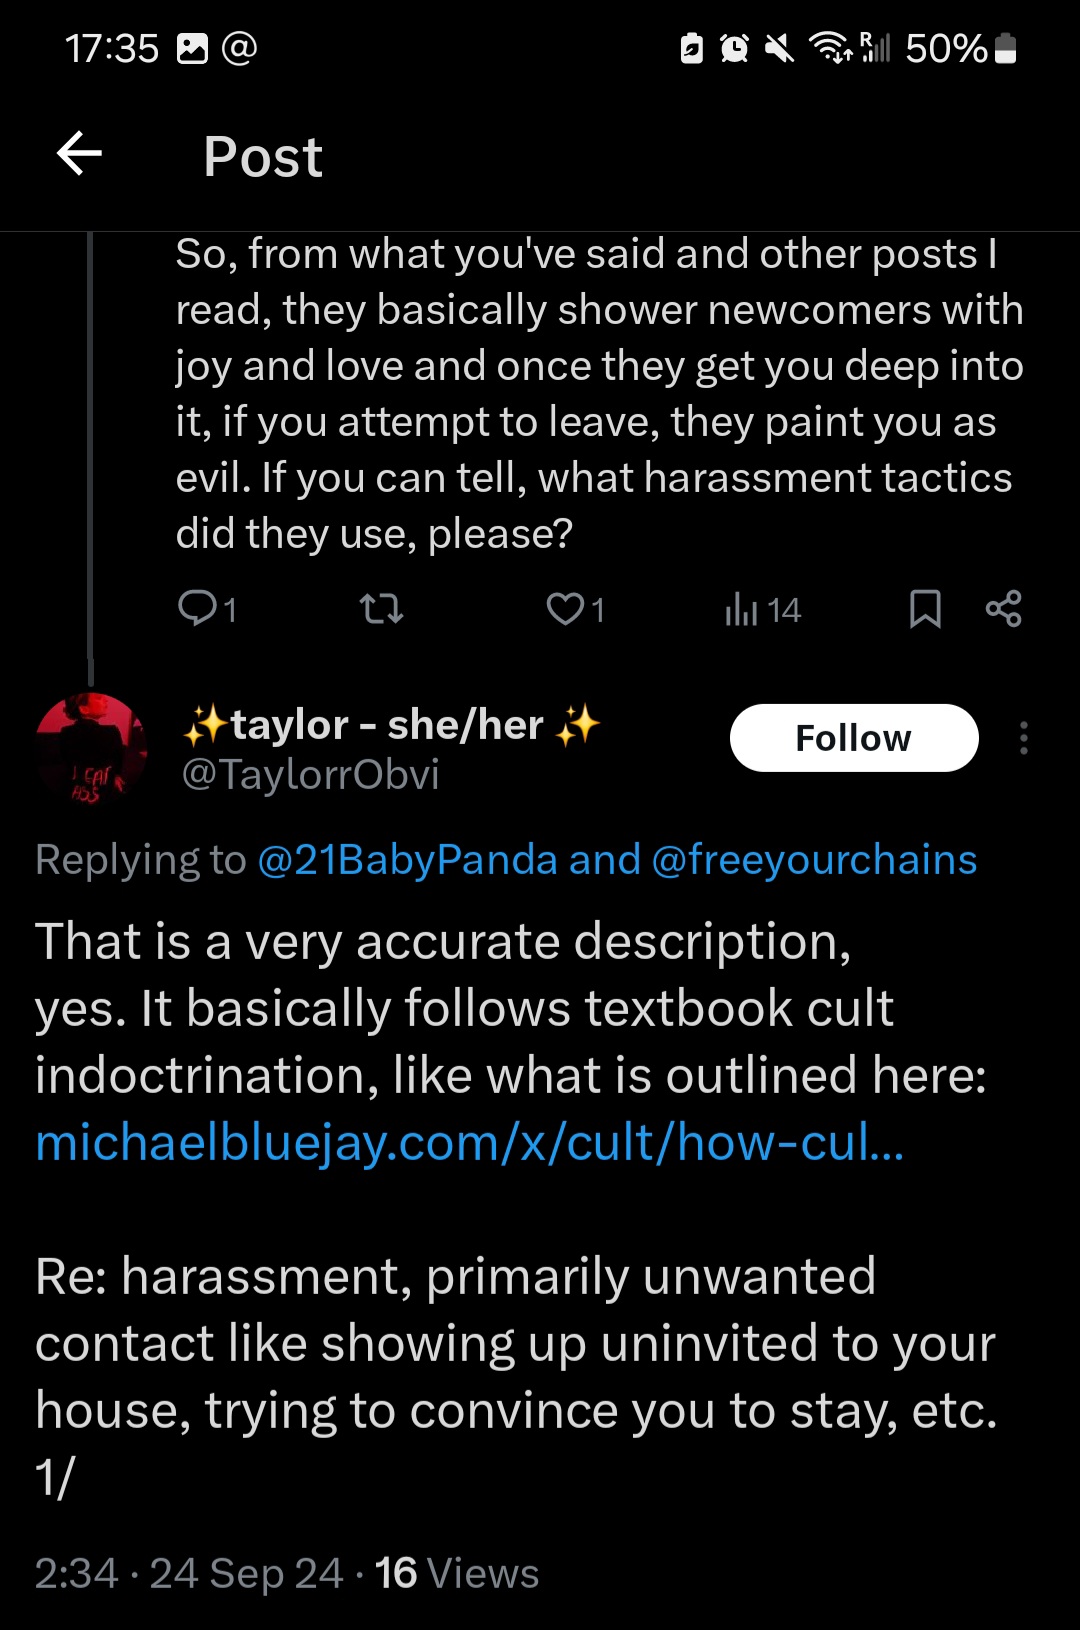 17:35 @ R 50%
Post
So, from what you've said and other posts I
read, they basically shower newcomers with
joy and love and once they get you deep into
it, if you attempt to leave, they paint you as
evil. If you can tell, what harassment tactics
did they use, please?
1 1 14
✨taylor - she/her ✨
Follow
@TaylorrObvi
I EAT
ASS
Replying to @21BabyPanda and @freeyourchains
That is a very accurate description,
yes. It basically follows textbook cult
indoctrination, like what is outlined here:
michaelbluejay.com/x/cult/how-cul...
Re: harassment, primarily unwanted
contact like showing up uninvited to your
house, trying to convince you to stay, etc.
1/
2:34 · 24 Sep 24 · 16 Views